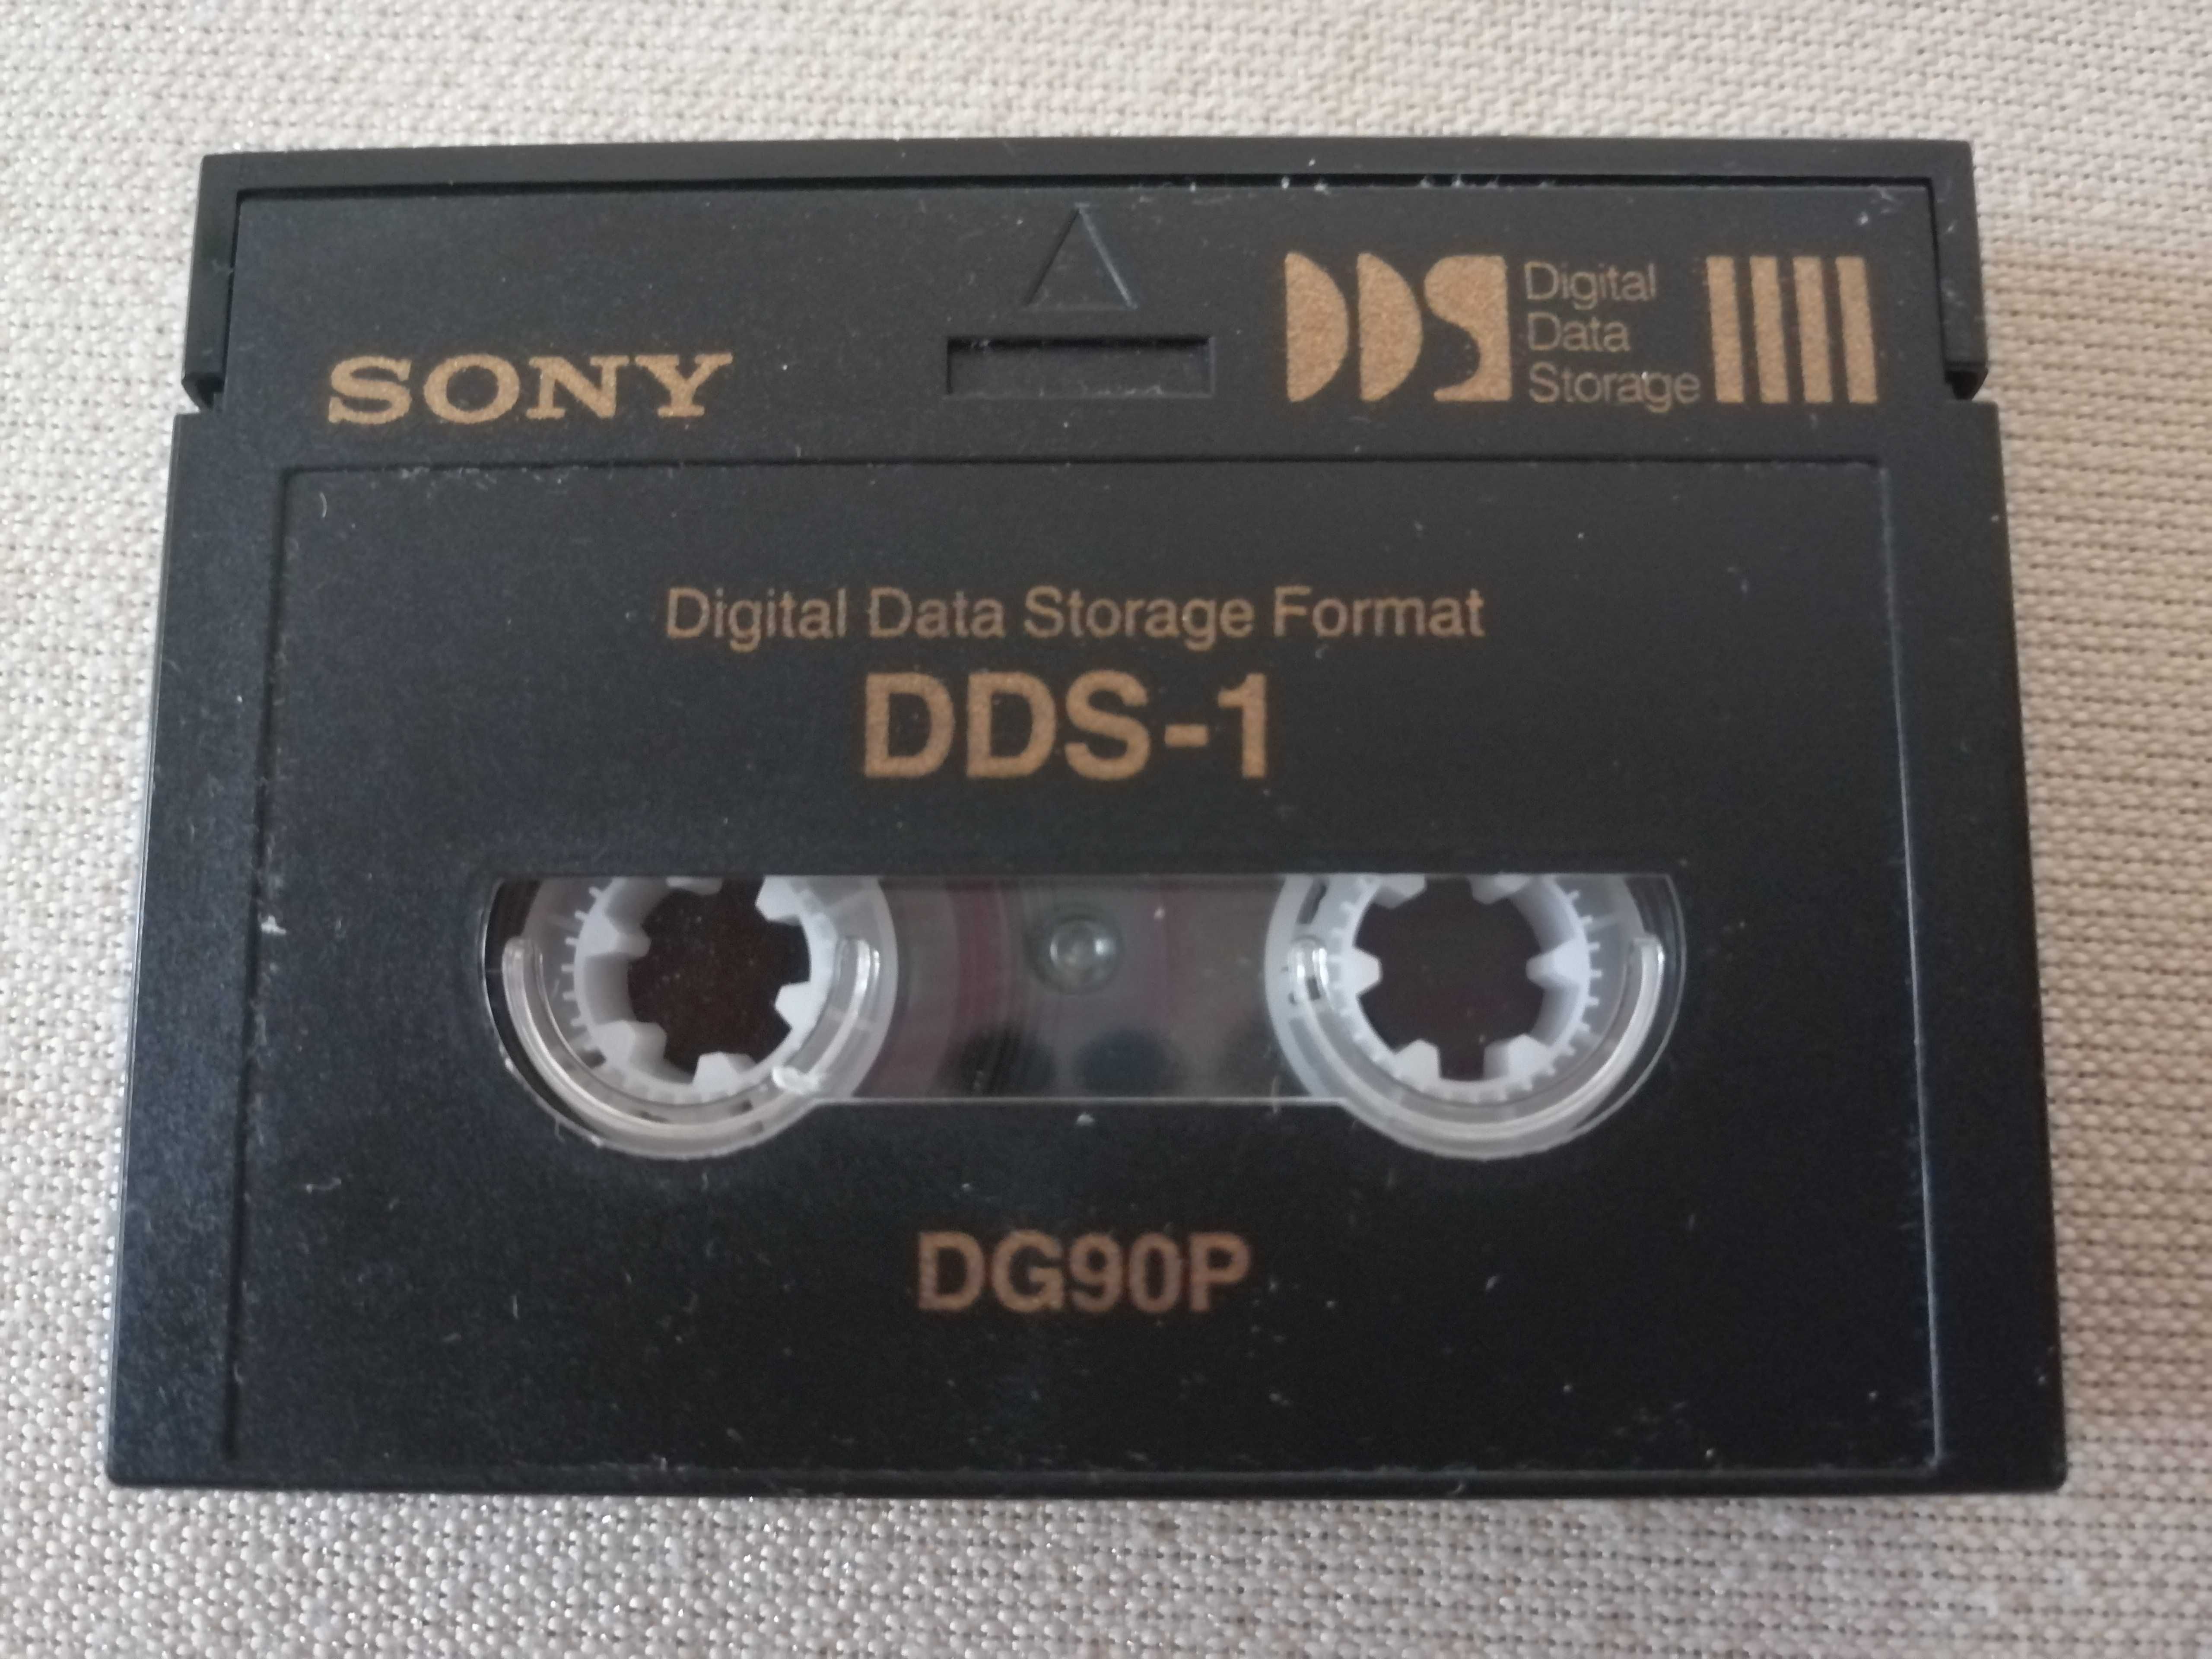 SONY
DDS Digital
Data
Storage
Digital Data Storage Format
DDS-1
DG90P